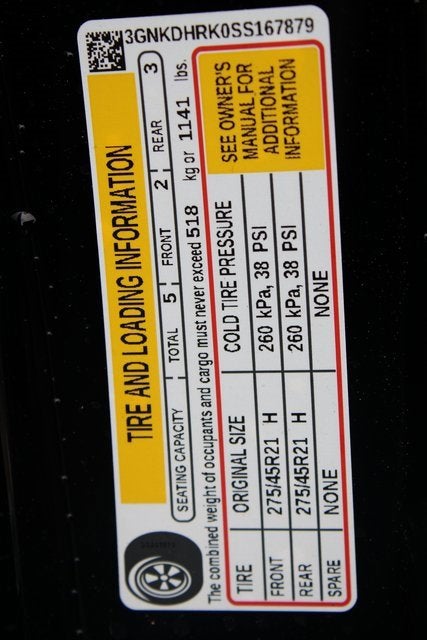 3GNKDHRK0SS167879
TIRE AND LOADING INFORMATION
SEATING CAPACITY TOTAL 5 FRONT 2 REAR 3
The combined weight of occupants and cargo must never exceed 518 kg or 1141 lbs.
TIRE ORIGINAL SIZE COLD TIRE PRESSURE
FRONT 275/45R21 H 260 kPa, 38 PSI
REAR 275/45R21 H 260 kPa, 38 PSI
SPARE NONE NONE
SEE OWNER'S
MANUAL FOR
ADDITIONAL
INFORMATION